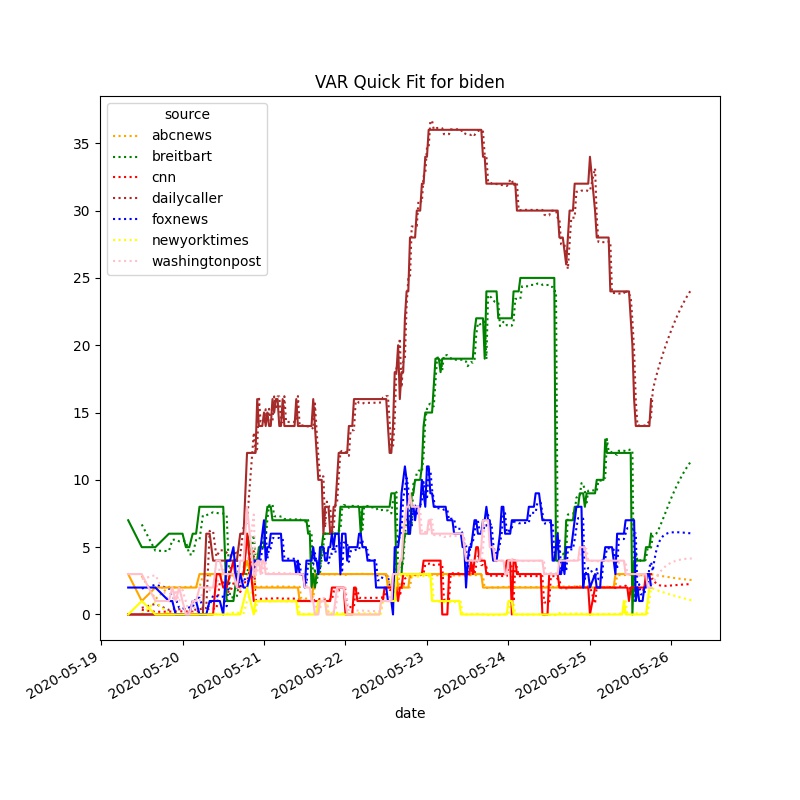 VAR Quick Fit for biden
source
abcnews
breitbart
cnn
dailycaller
foxnews
newyorktimes
washingtonpost
35
30
25
20
15
10
5
0
2020-05-19
2020-05-20
2020-05-21
2020-05-22
2020-05-23
2020-05-24
2020-05-25
2020-05-26
date